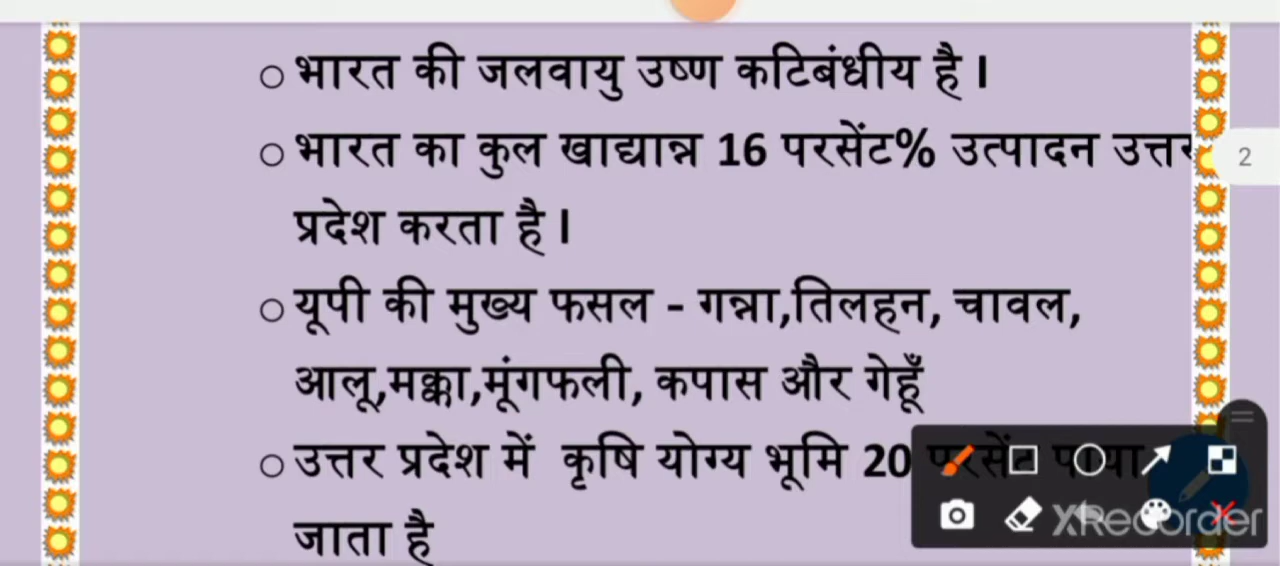 ○ भारत की जलवायु उष्ण कटिबंधीय है ।
○ भारत का कुल खाद्यान्न 16 परसेंट% उत्पादन उत्तर
2
प्रदेश करता है ।
○ यूपी की मुख्य फसल - गन्ना,तिलहन, चावल,
आलू,मक्का,मूंगफली, कपास और गेहूँ
○ उत्तर प्रदेश में कृषि योग्य भूमि 20 परसेंट पाया
जाता है
XRecorder